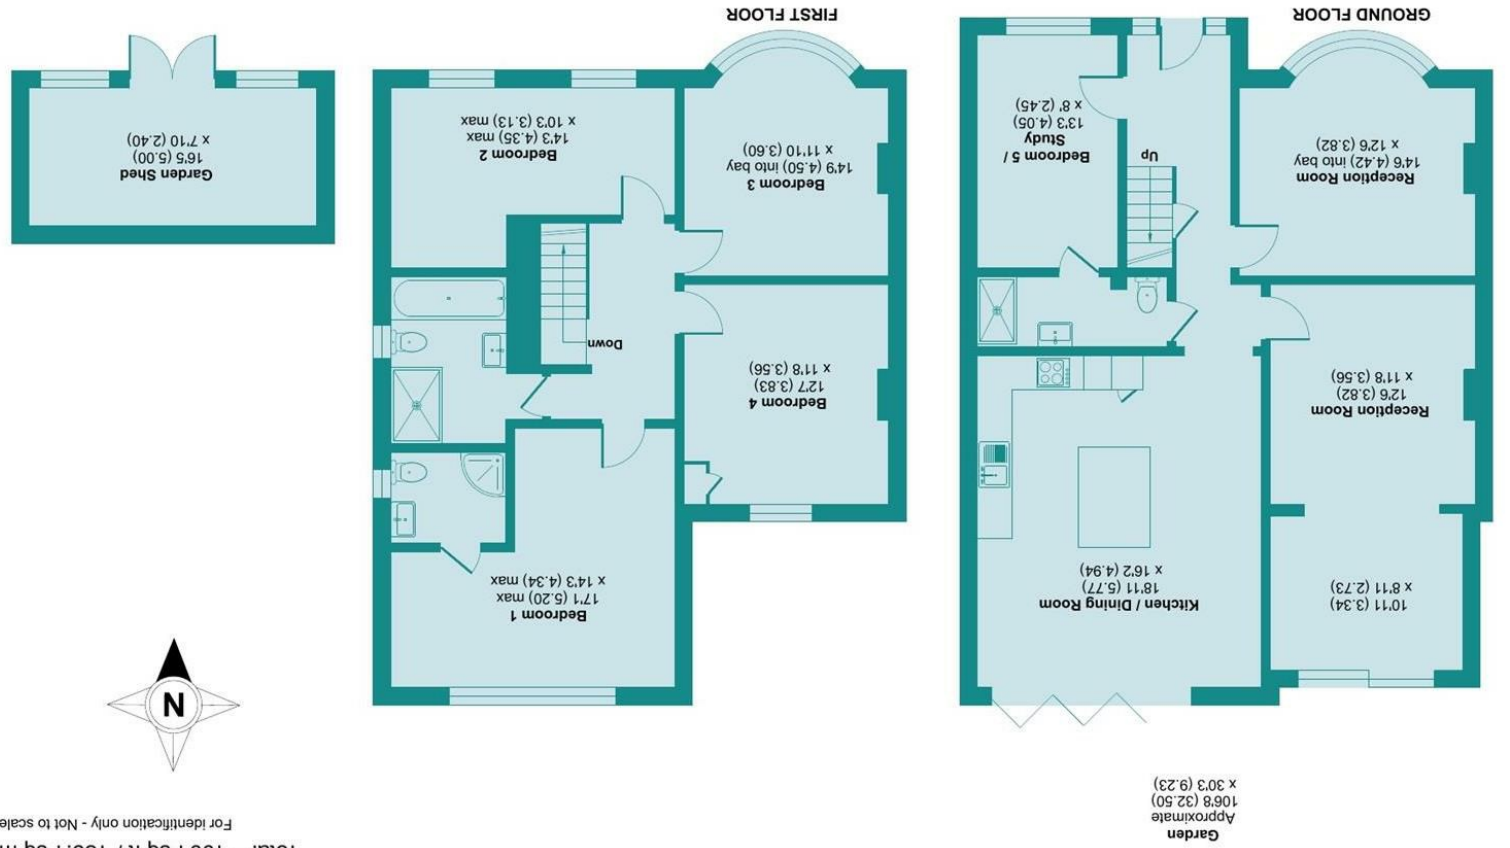 For identification only - Not to scale
Garden
Approximate
106'8 (32.50)
x 30'3 (9.23)
N
10'11 (3.34)
x 8'11 (2.73)
Kitchen / Dining Room
18'11 (5.77)
x 16'2 (4.94)
Reception Room
12'6 (3.82)
x 11'8 (3.56)
Reception Room
14'6 (4.42) into bay
x 12'6 (3.82)
Up
Bedroom 5 /
Study
13'3 (4.05)
x 8' (2.45)
GROUND FLOOR
Bedroom 1
17'1 (5.20) max
x 14'3 (4.34) max
Bedroom 4
12'7 (3.83)
x 11'8 (3.56)
Down
Bedroom 3
14'9 (4.50) into bay
x 11'10 (3.60)
Bedroom 2
14'3 (4.35) max
x 10'3 (3.13) max
FIRST FLOOR
Garden Shed
16'5 (5.00)
x 7'10 (2.40)